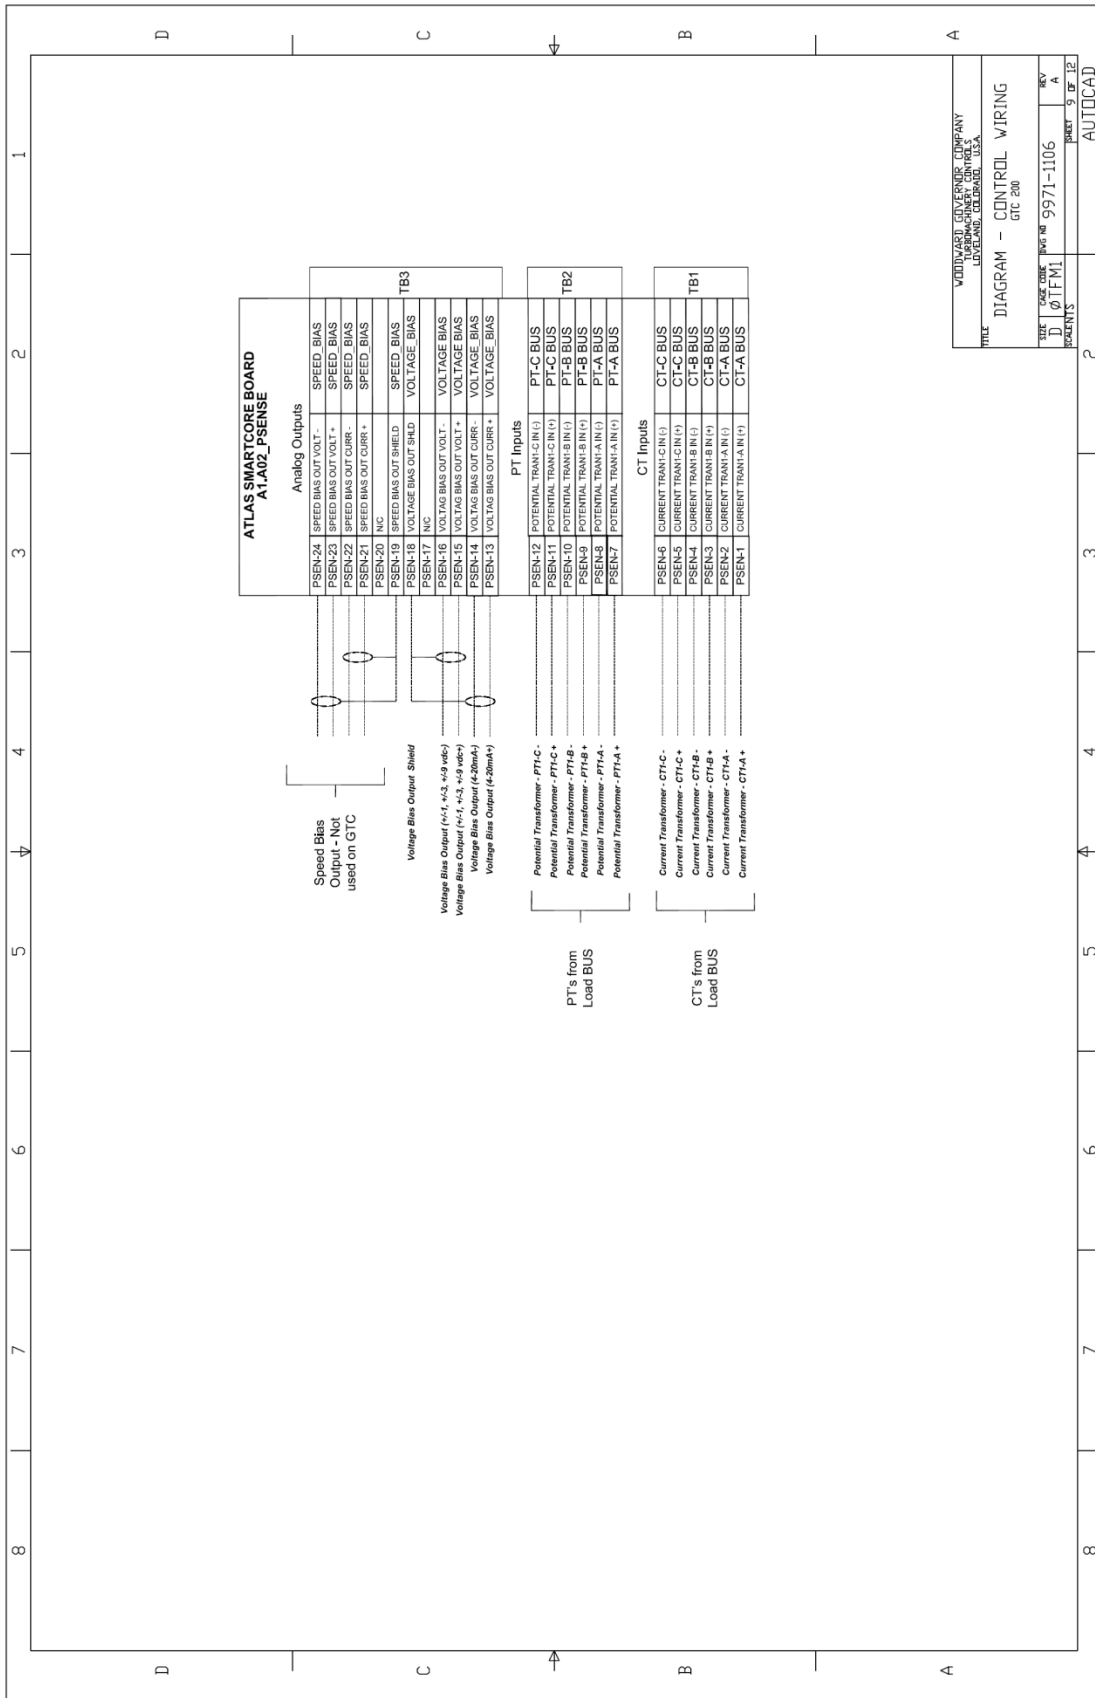 8
7
6
5
4
3
2
1
D
C
B
A
ATLAS SMARTCORE BOARD
A1.A02_PSENSE
Analog Outputs
PSEN-24 SPEED BIAS OUT VOLT - SPEED_BIAS
PSEN-23 SPEED BIAS OUT VOLT + SPEED_BIAS
PSEN-22 SPEED BIAS OUT CURR - SPEED_BIAS
PSEN-21 SPEED BIAS OUT CURR + SPEED_BIAS
PSEN-20 N/C
PSEN-19 SPEED BIAS OUT SHIELD SPEED_BIAS
Voltage Bias Output Shield PSEN-18 VOLTAGE BIAS OUT SHLD VOLTAGE_BIAS
PSEN-17 N/C
Voltage Bias Output (+/-1, +/-3, +/-9 vdc-) PSEN-16 VOLTAG BIAS OUT VOLT - VOLTAGE BIAS
Voltage Bias Output (+/-1, +/-3, +/-9 vdc+) PSEN-15 VOLTAG BIAS OUT VOLT + VOLTAGE BIAS
Voltage Bias Output (4-20mA-) PSEN-14 VOLTAG BIAS OUT CURR - VOLTAGE_BIAS
Voltage Bias Output (4-20mA+) PSEN-13 VOLTAG BIAS OUT CURR + VOLTAGE_BIAS
TB3
Speed Bias
Output - Not
used on GTC
PT Inputs
Potential Transformer - PT1-C - PSEN-12 POTENTIAL TRAN1-C IN (-) PT-C BUS
Potential Transformer - PT1-C + PSEN-11 POTENTIAL TRAN1-C IN (+) PT-C BUS
Potential Transformer - PT1-B - PSEN-10 POTENTIAL TRAN1-B IN (-) PT-B BUS
Potential Transformer - PT1-B + PSEN-9 POTENTIAL TRAN1-B IN (+) PT-B BUS
Potential Transformer - PT1-A - PSEN-8 POTENTIAL TRAN1-A IN (-) PT-A BUS
Potential Transformer - PT1-A + PSEN-7 POTENTIAL TRAN1-A IN (+) PT-A BUS
TB2
PT's from
Load BUS
CT Inputs
Current Transformer - CT1-C - PSEN-6 CURRENT TRAN1-C IN (-) CT-C BUS
Current Transformer - CT1-C + PSEN-5 CURRENT TRAN1-C IN (+) CT-C BUS
Current Transformer - CT1-B - PSEN-4 CURRENT TRAN1-B IN (-) CT-B BUS
Current Transformer - CT1-B + PSEN-3 CURRENT TRAN1-B IN (+) CT-B BUS
Current Transformer - CT1-A - PSEN-2 CURRENT TRAN1-A IN (-) CT-A BUS
Current Transformer - CT1-A + PSEN-1 CURRENT TRAN1-A IN (+) CT-A BUS
TB1
CT's from
Load BUS
WOODWARD GOVERNOR COMPANY
TURBOMACHINERY CONTROLS
LOVELAND, COLORADO, U.S.A.
TITLE
DIAGRAM - CONTROL WIRING
GTC 200
SIZE D CAGE CODE ØTFM1 DWG NO 9971-1106 REV A
SHEET 9 OF 12
D
C
B
A
8
7
6
5
4
3
2
AUTOCAD